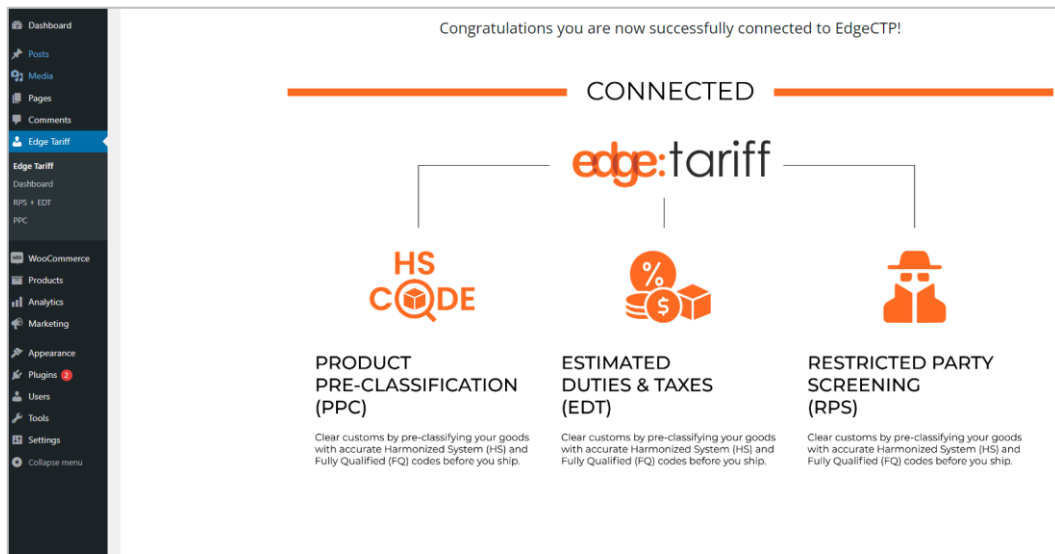 Dashboard
Posts
Media
Pages
Comments
Edge Tariff
Edge Tariff
Dashboard
RPS + EDT
PPC
WooCommerce
Products
Analytics
Marketing
Appearance
Plugins 2
Users
Tools
Settings
Collapse menu
Congratulations you are now successfully connected to EdgeCTP!
CONNECTED
edge:tariff
HS
CODE
PRODUCT
PRE-CLASSIFICATION
(PPC)
Clear customs by pre-classifying your goods
with accurate Harmonized System (HS) and
Fully Qualified (FQ) codes before you ship.
%
$
ESTIMATED
DUTIES & TAXES
(EDT)
Clear customs by pre-classifying your goods
with accurate Harmonized System (HS) and
Fully Qualified (FQ) codes before you ship.
RESTRICTED PARTY
SCREENING
(RPS)
Clear customs by pre-classifying your goods
with accurate Harmonized System (HS) and
Fully Qualified (FQ) codes before you ship.